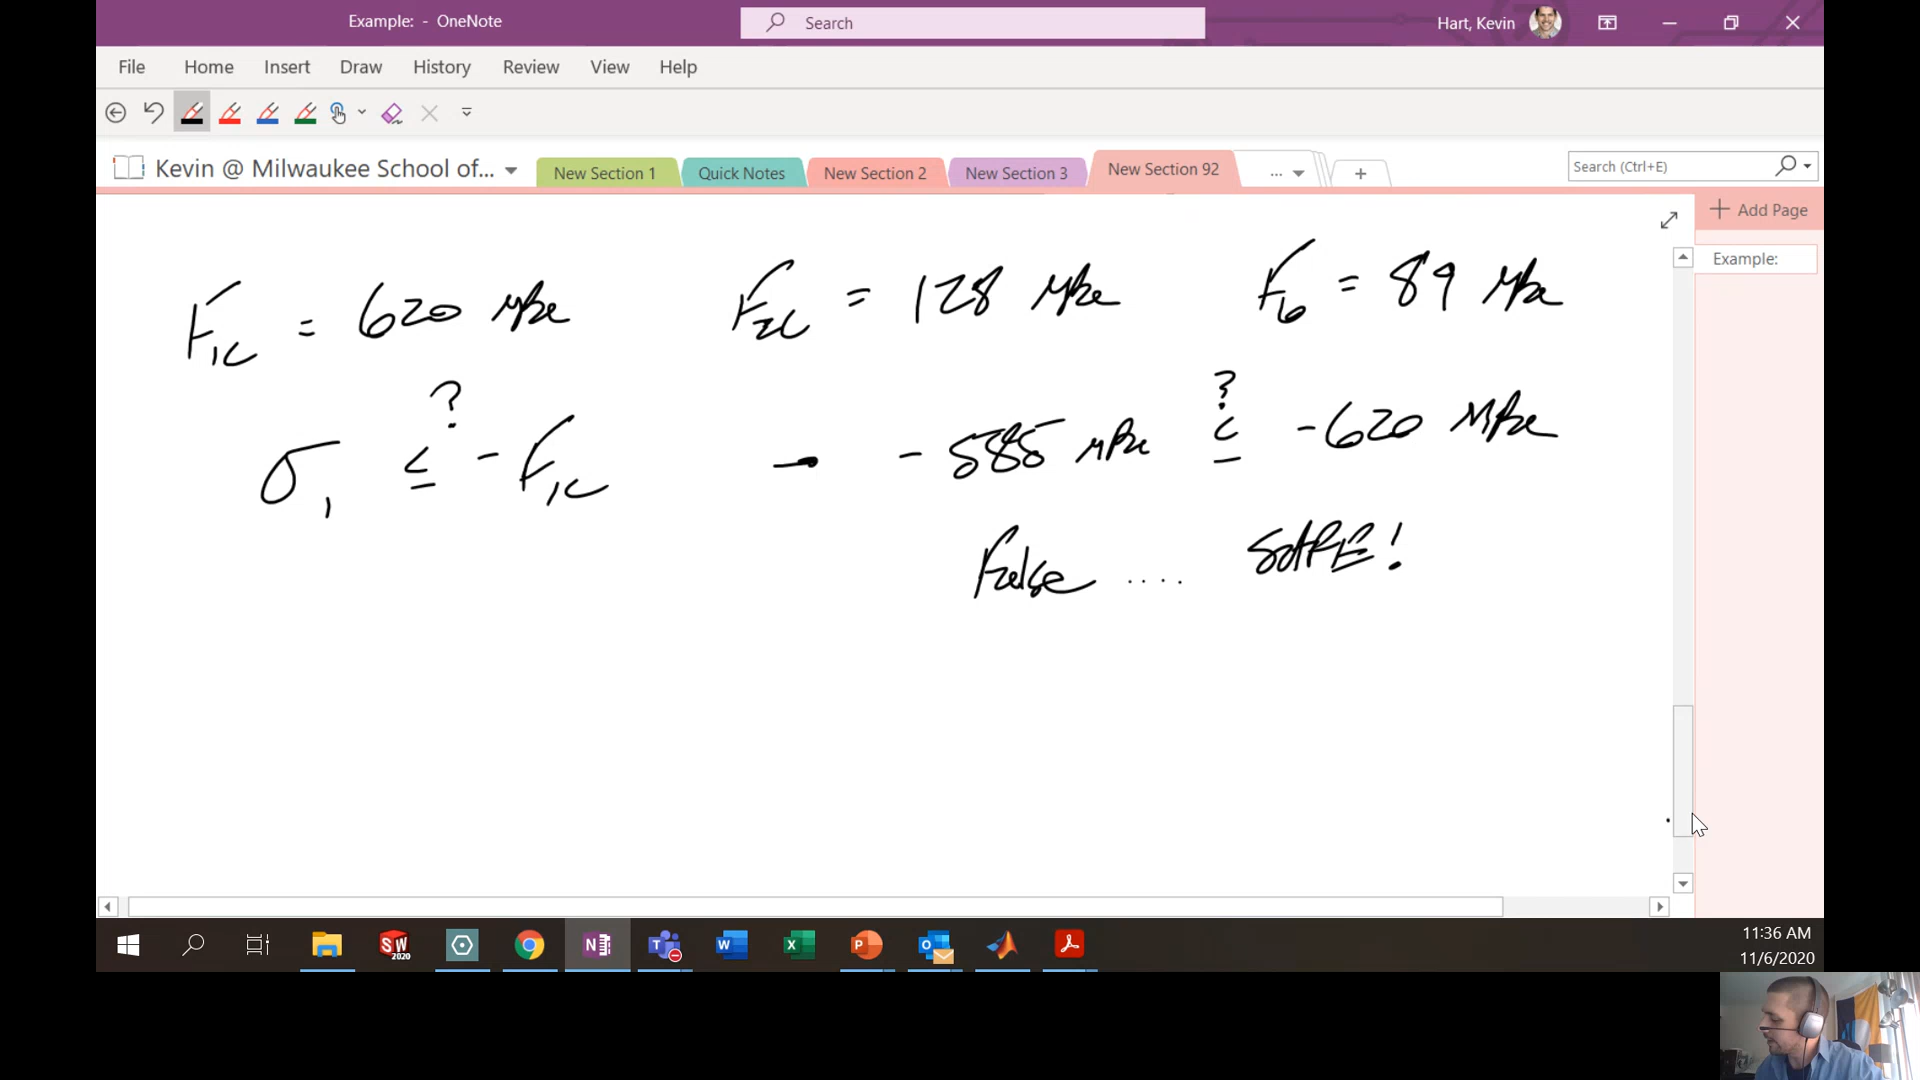 Example: - OneNote
Search
Hart, Kevin
File Home Insert Draw History Review View Help
Kevin @ Milwaukee School of...
New Section 1
Quick Notes
New Section 2
New Section 3
New Section 92
...
Search (Ctrl+E)
Add Page
Example:
F1C = 620 MPa
F2C = 128 MPa
F6 = 89 MPa
σ1 ≤? - F1C → - 585 MPa ≤? - 620 MPa
False .... SAFE!
SW 2020
11:36 AM
11/6/2020